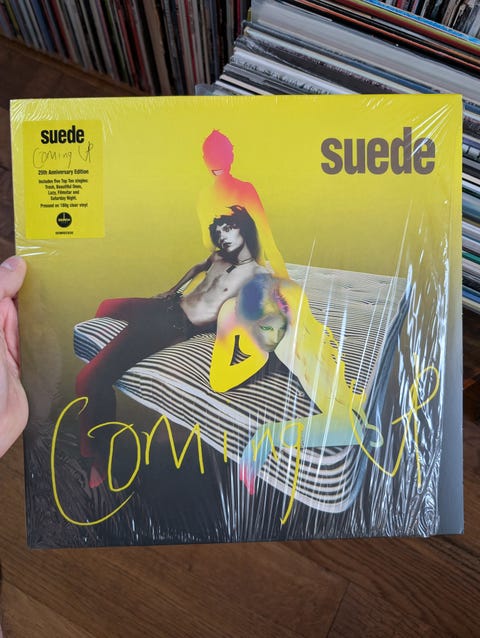 suede
Coming Up
25th Anniversary Edition
Includes five Top Ten singles:
Trash, Beautiful Ones,
Lazy, Filmstar and
Saturday Night.
Pressed on 180g clear vinyl
suede
Coming Up